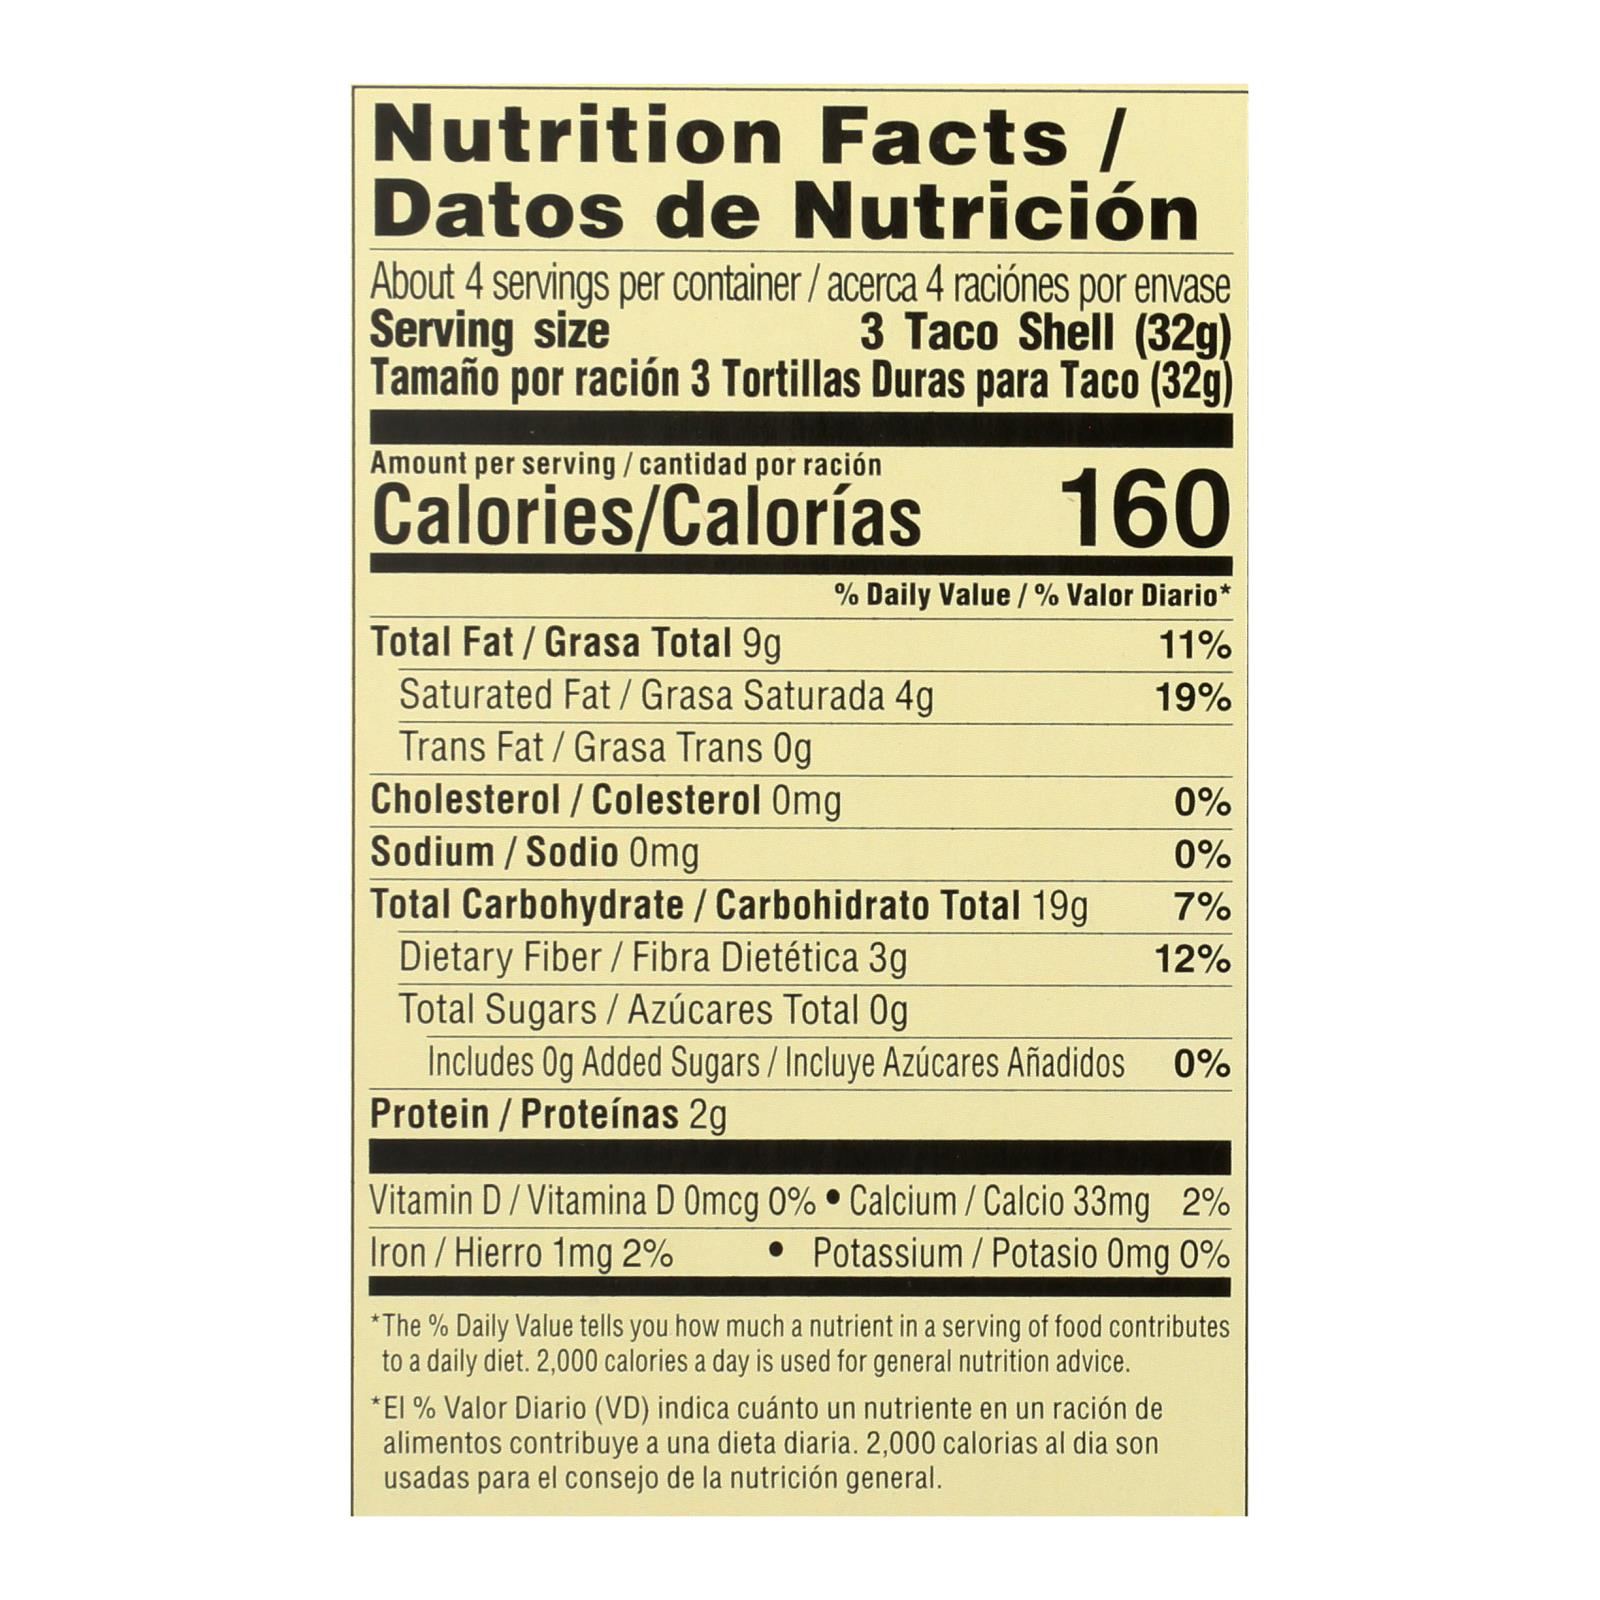 Nutrition Facts /
Datos de Nutrición
About 4 servings per container / acerca 4 raciónes por envase
Serving size 3 Taco Shell (32g)
Tamaño por ración 3 Tortillas Duras para Taco (32g)
Amount per serving / cantidad por ración
Calories/Calorías 160
% Daily Value / % Valor Diario*
Total Fat / Grasa Total 9g 11%
Saturated Fat / Grasa Saturada 4g 19%
Trans Fat / Grasa Trans 0g
Cholesterol / Colesterol 0mg 0%
Sodium / Sodio 0mg 0%
Total Carbohydrate / Carbohidrato Total 19g 7%
Dietary Fiber / Fibra Dietética 3g 12%
Total Sugars / Azúcares Total 0g
Includes 0g Added Sugars / Incluye Azúcares Añadidos 0%
Protein / Proteínas 2g
Vitamin D / Vitamina D 0mcg 0% • Calcium / Calcio 33mg 2%
Iron / Hierro 1mg 2% • Potassium / Potasio 0mg 0%
*The % Daily Value tells you how much a nutrient in a serving of food contributes
to a daily diet. 2,000 calories a day is used for general nutrition advice.
*El % Valor Diario (VD) indica cuánto un nutriente en un ración de
alimentos contribuye a una dieta diaria. 2,000 calorias al dia son
usadas para el consejo de la nutrición general.